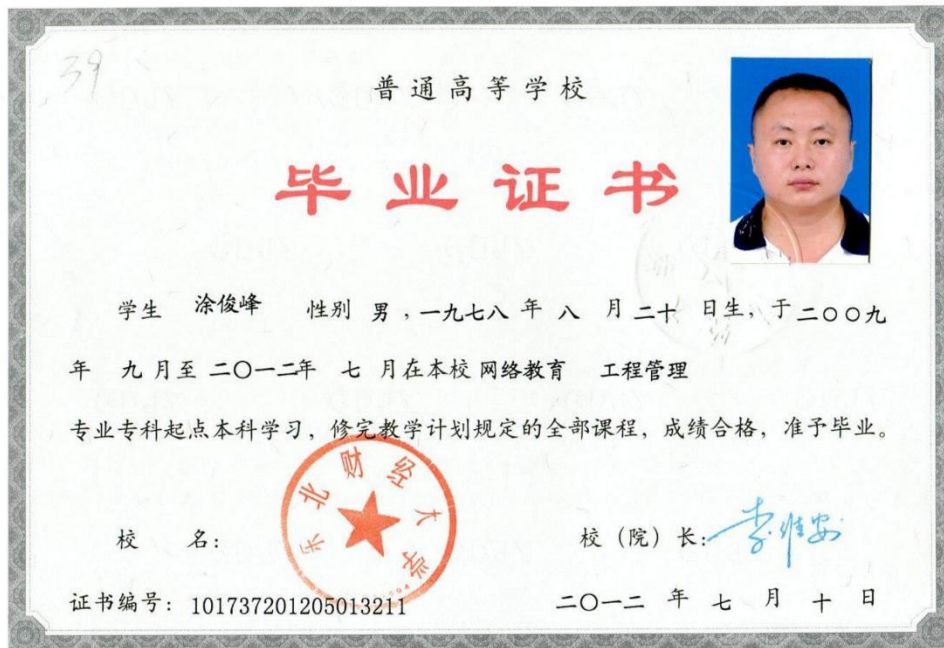 39
普通高等学校
毕业证书
学生 涂俊峰 性别 男，一九七八 年 八 月 二十 日生，于 二〇〇九
年 九 月至 二〇一二年 七 月在本校 网络教育 工程管理
专业专科起点本科学习，修完教学计划规定的全部课程，成绩合格，准予毕业。
东北财经大学
校 名：
校（院）长：李维安
证书编号：101737201205013211
二〇一二 年 七 月 十 日